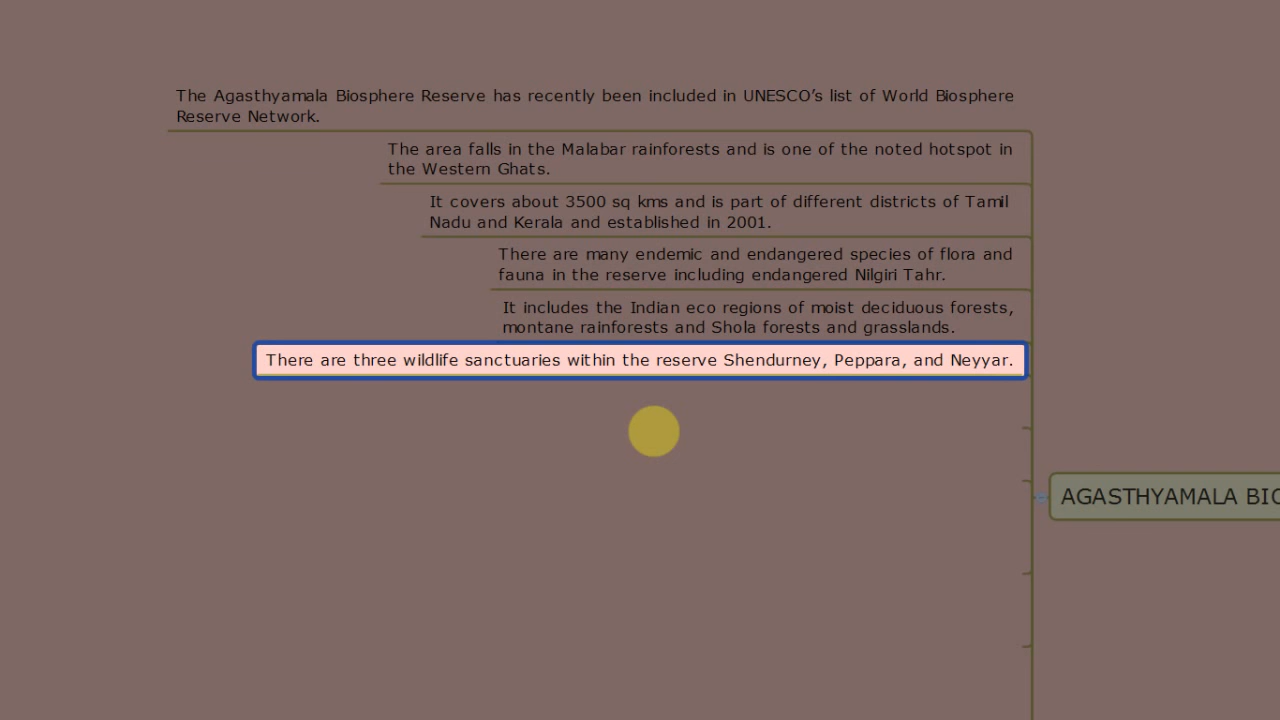 The Agasthyamala Biosphere Reserve has recently been included in UNESCO’s list of World Biosphere
Reserve Network.
The area falls in the Malabar rainforests and is one of the noted hotspot in
the Western Ghats.
It covers about 3500 sq kms and is part of different districts of Tamil
Nadu and Kerala and established in 2001.
There are many endemic and endangered species of flora and
fauna in the reserve including endangered Nilgiri Tahr.
It includes the Indian eco regions of moist deciduous forests,
montane rainforests and Shola forests and grasslands.
There are three wildlife sanctuaries within the reserve Shendurney, Peppara, and Neyyar.
AGASTHYAMALA